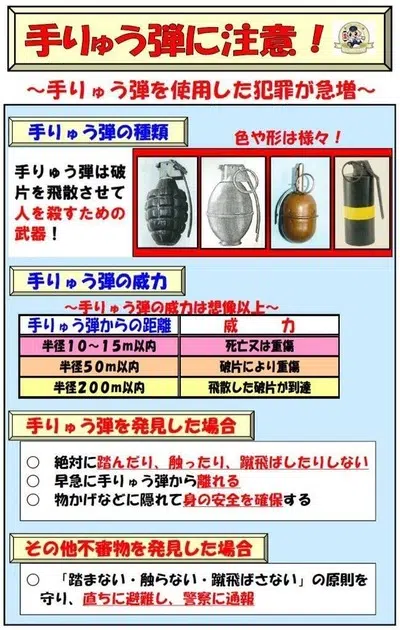 手りゅう弾に注意！
～手りゅう弾を使用した犯罪が急増～
手りゅう弾の種類
色や形は様々！
手りゅう弾は破
片を飛散させて
人を殺すための
武器！
手りゅう弾の威力
～手りゅう弾の威力は想像以上～
手りゅう弾からの距離 威 力
半径１０～１５ｍ以内 死亡又は重傷
半径５０ｍ以内 破片により重傷
半径２００ｍ以内 飛散した破片が到達
手りゅう弾を発見した場合
○ 絶対に踏んだり、触ったり、蹴飛ばしたりしない
○ 早急に手りゅう弾から離れる
○ 物かげなどに隠れて身の安全を確保する
その他不審物を発見した場合
○ 「踏まない・触らない・蹴飛ばさない」の原則を
守り、直ちに避難し、警察に通報